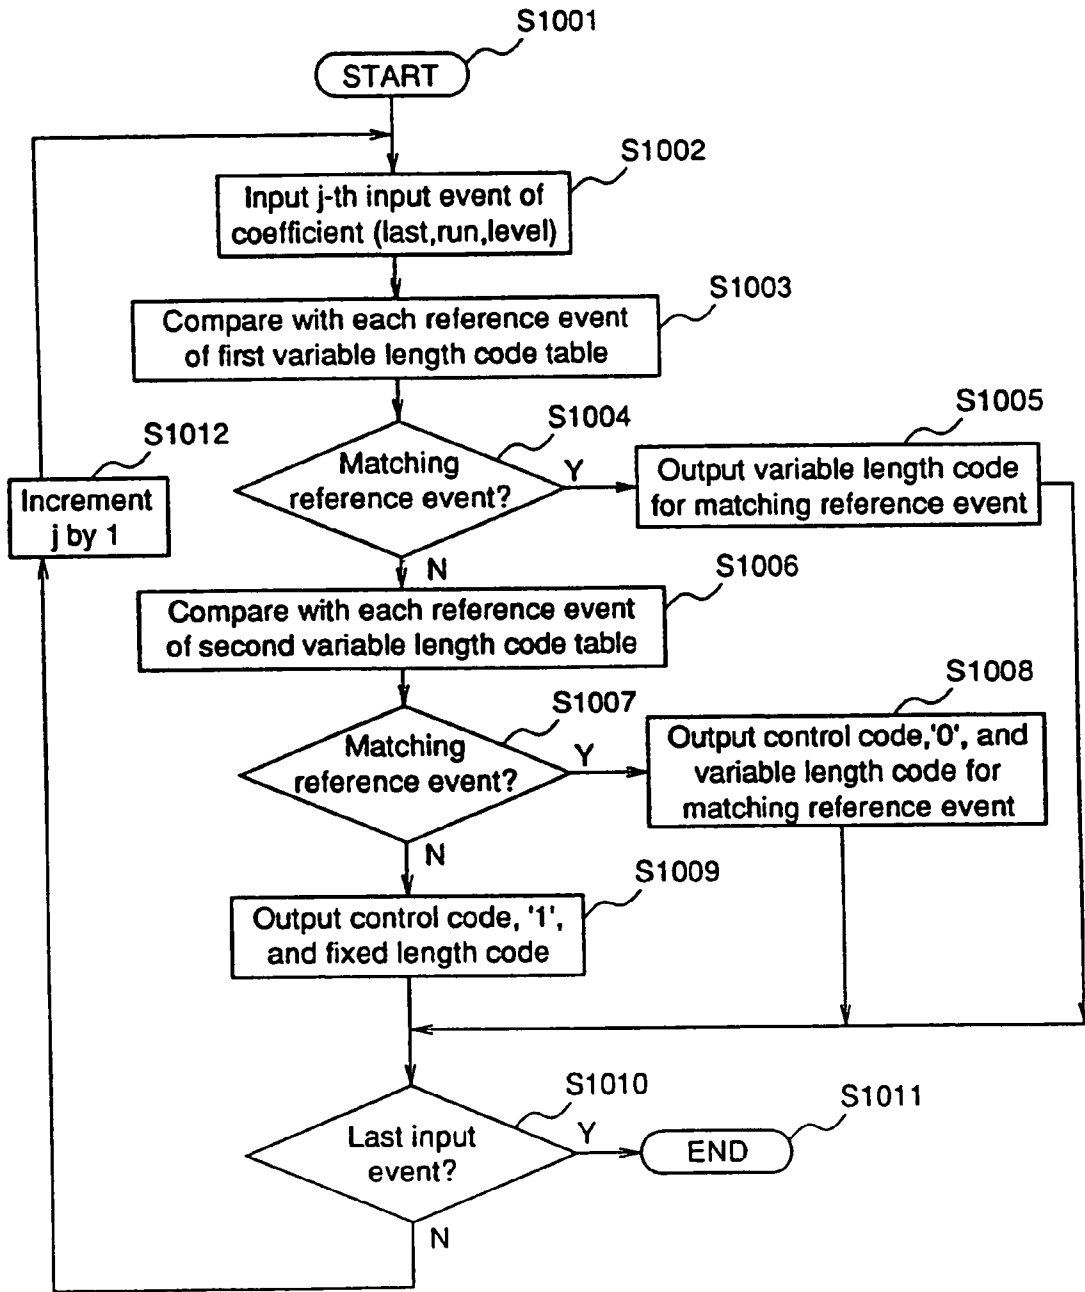 S1001
START
S1002
Input j-th input event of
coefficient (last,run,level)
S1003
Compare with each reference event
of first variable length code table
S1004
Matching
reference event?
Y
S1005
Output variable length code
for matching reference event
S1012
Increment
j by 1
N
S1006
Compare with each reference event
of second variable length code table
S1007
Matching
reference event?
Y
S1008
Output control code,'0', and
variable length code for
matching reference event
N
S1009
Output control code, '1',
and fixed length code
S1010
Last input
event?
Y
S1011
END
N